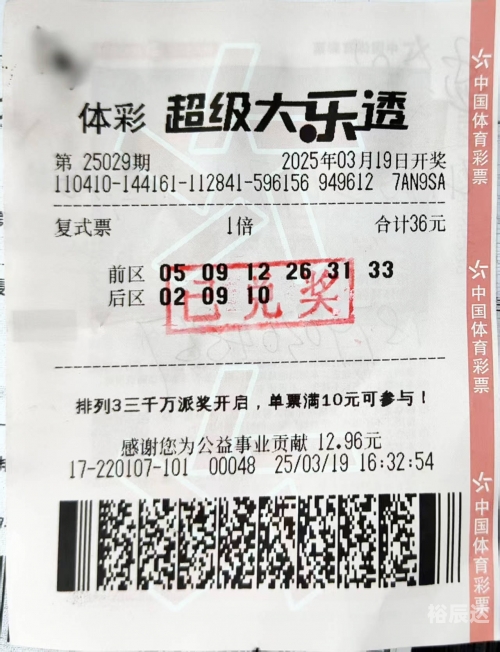 体彩 超级大乐透
第 25029期 2025年03月19日开奖
110410-144161-112841-596156 949612 7AN9SA
复式票 1倍 合计36元
前区 05 09 12 26 31 33
后区 02 09 10
已兑奖
排列3三千万派奖开启，单票满10元可参与！
感谢您为公益事业贡献 12.96元
17-220107-101 00048 25/03/19 16:32:54
中国体育彩票
中国体育彩票
中国体育彩票
裕辰达